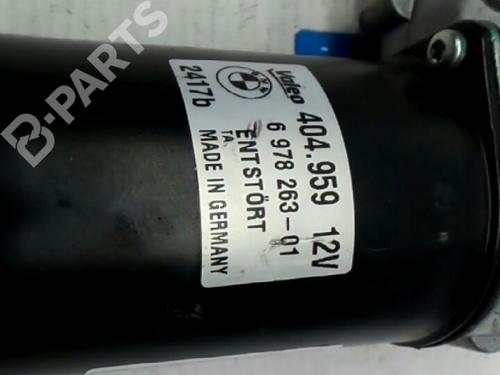 B-PARTS
Valeo 404.959 12V
6 978 263-01
2417b ENTSTÖRT
TA.
MADE IN GERMANY